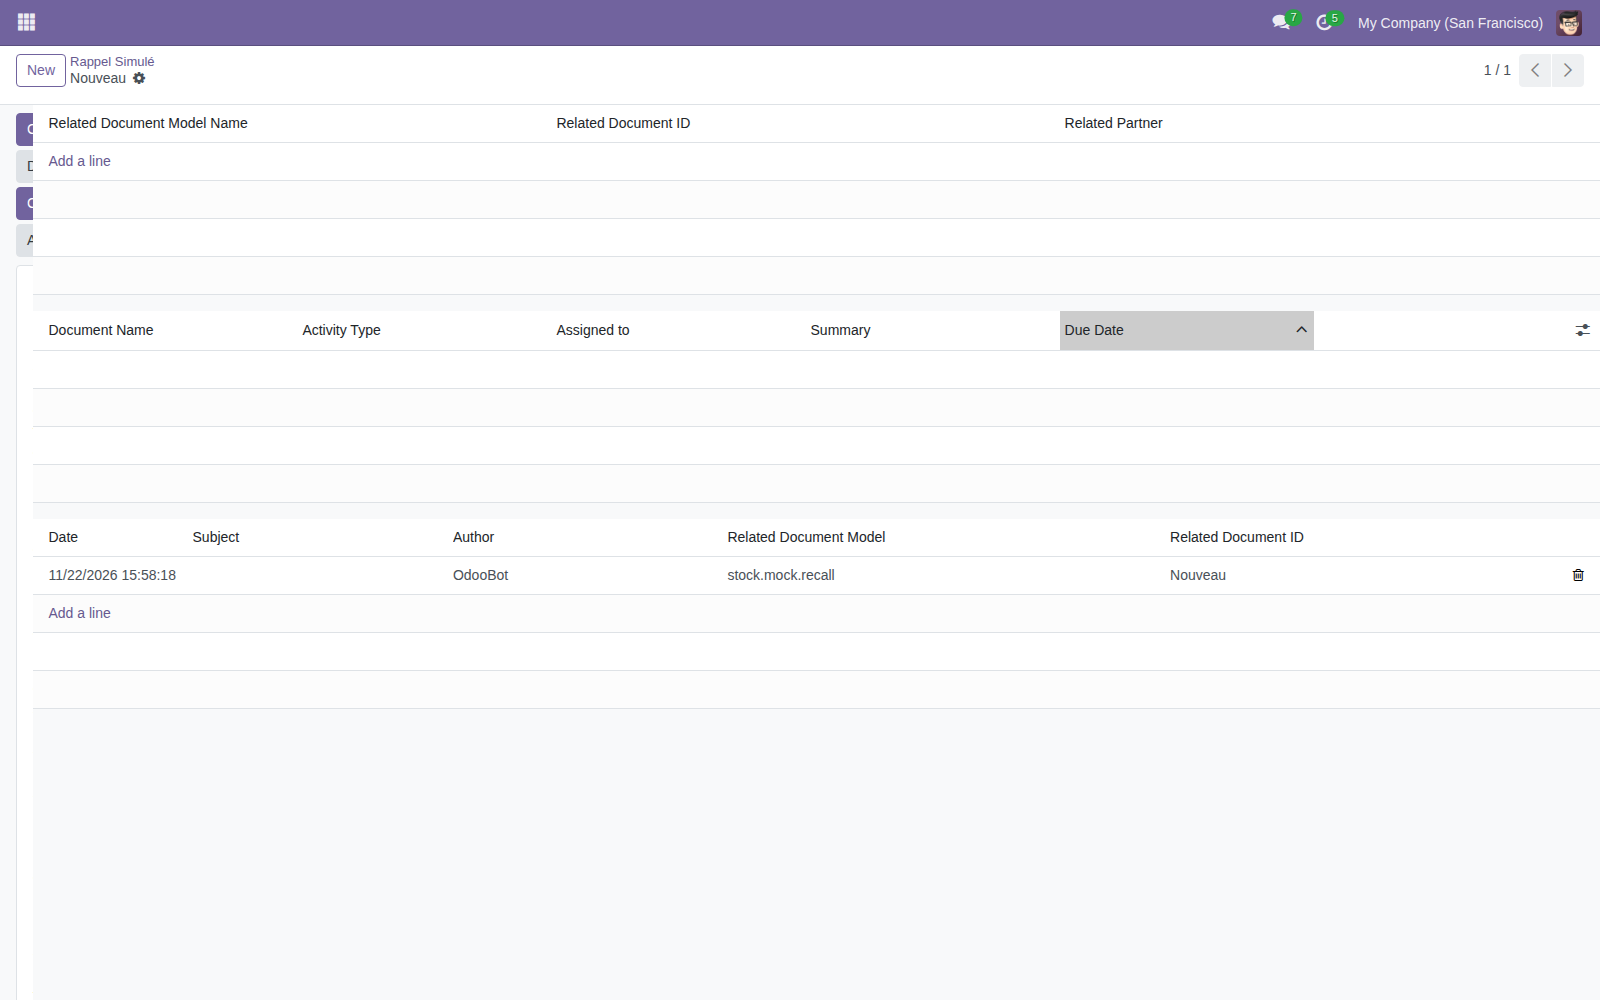 7 5 My Company (San Francisco)
New Rappel Simulé
Nouveau
1 / 1
Related Document Model Name Related Document ID Related Partner
Add a line
Document Name Activity Type Assigned to Summary Due Date
Date Subject Author Related Document Model Related Document ID
11/22/2026 15:58:18 OdooBot stock.mock.recall Nouveau
Add a line